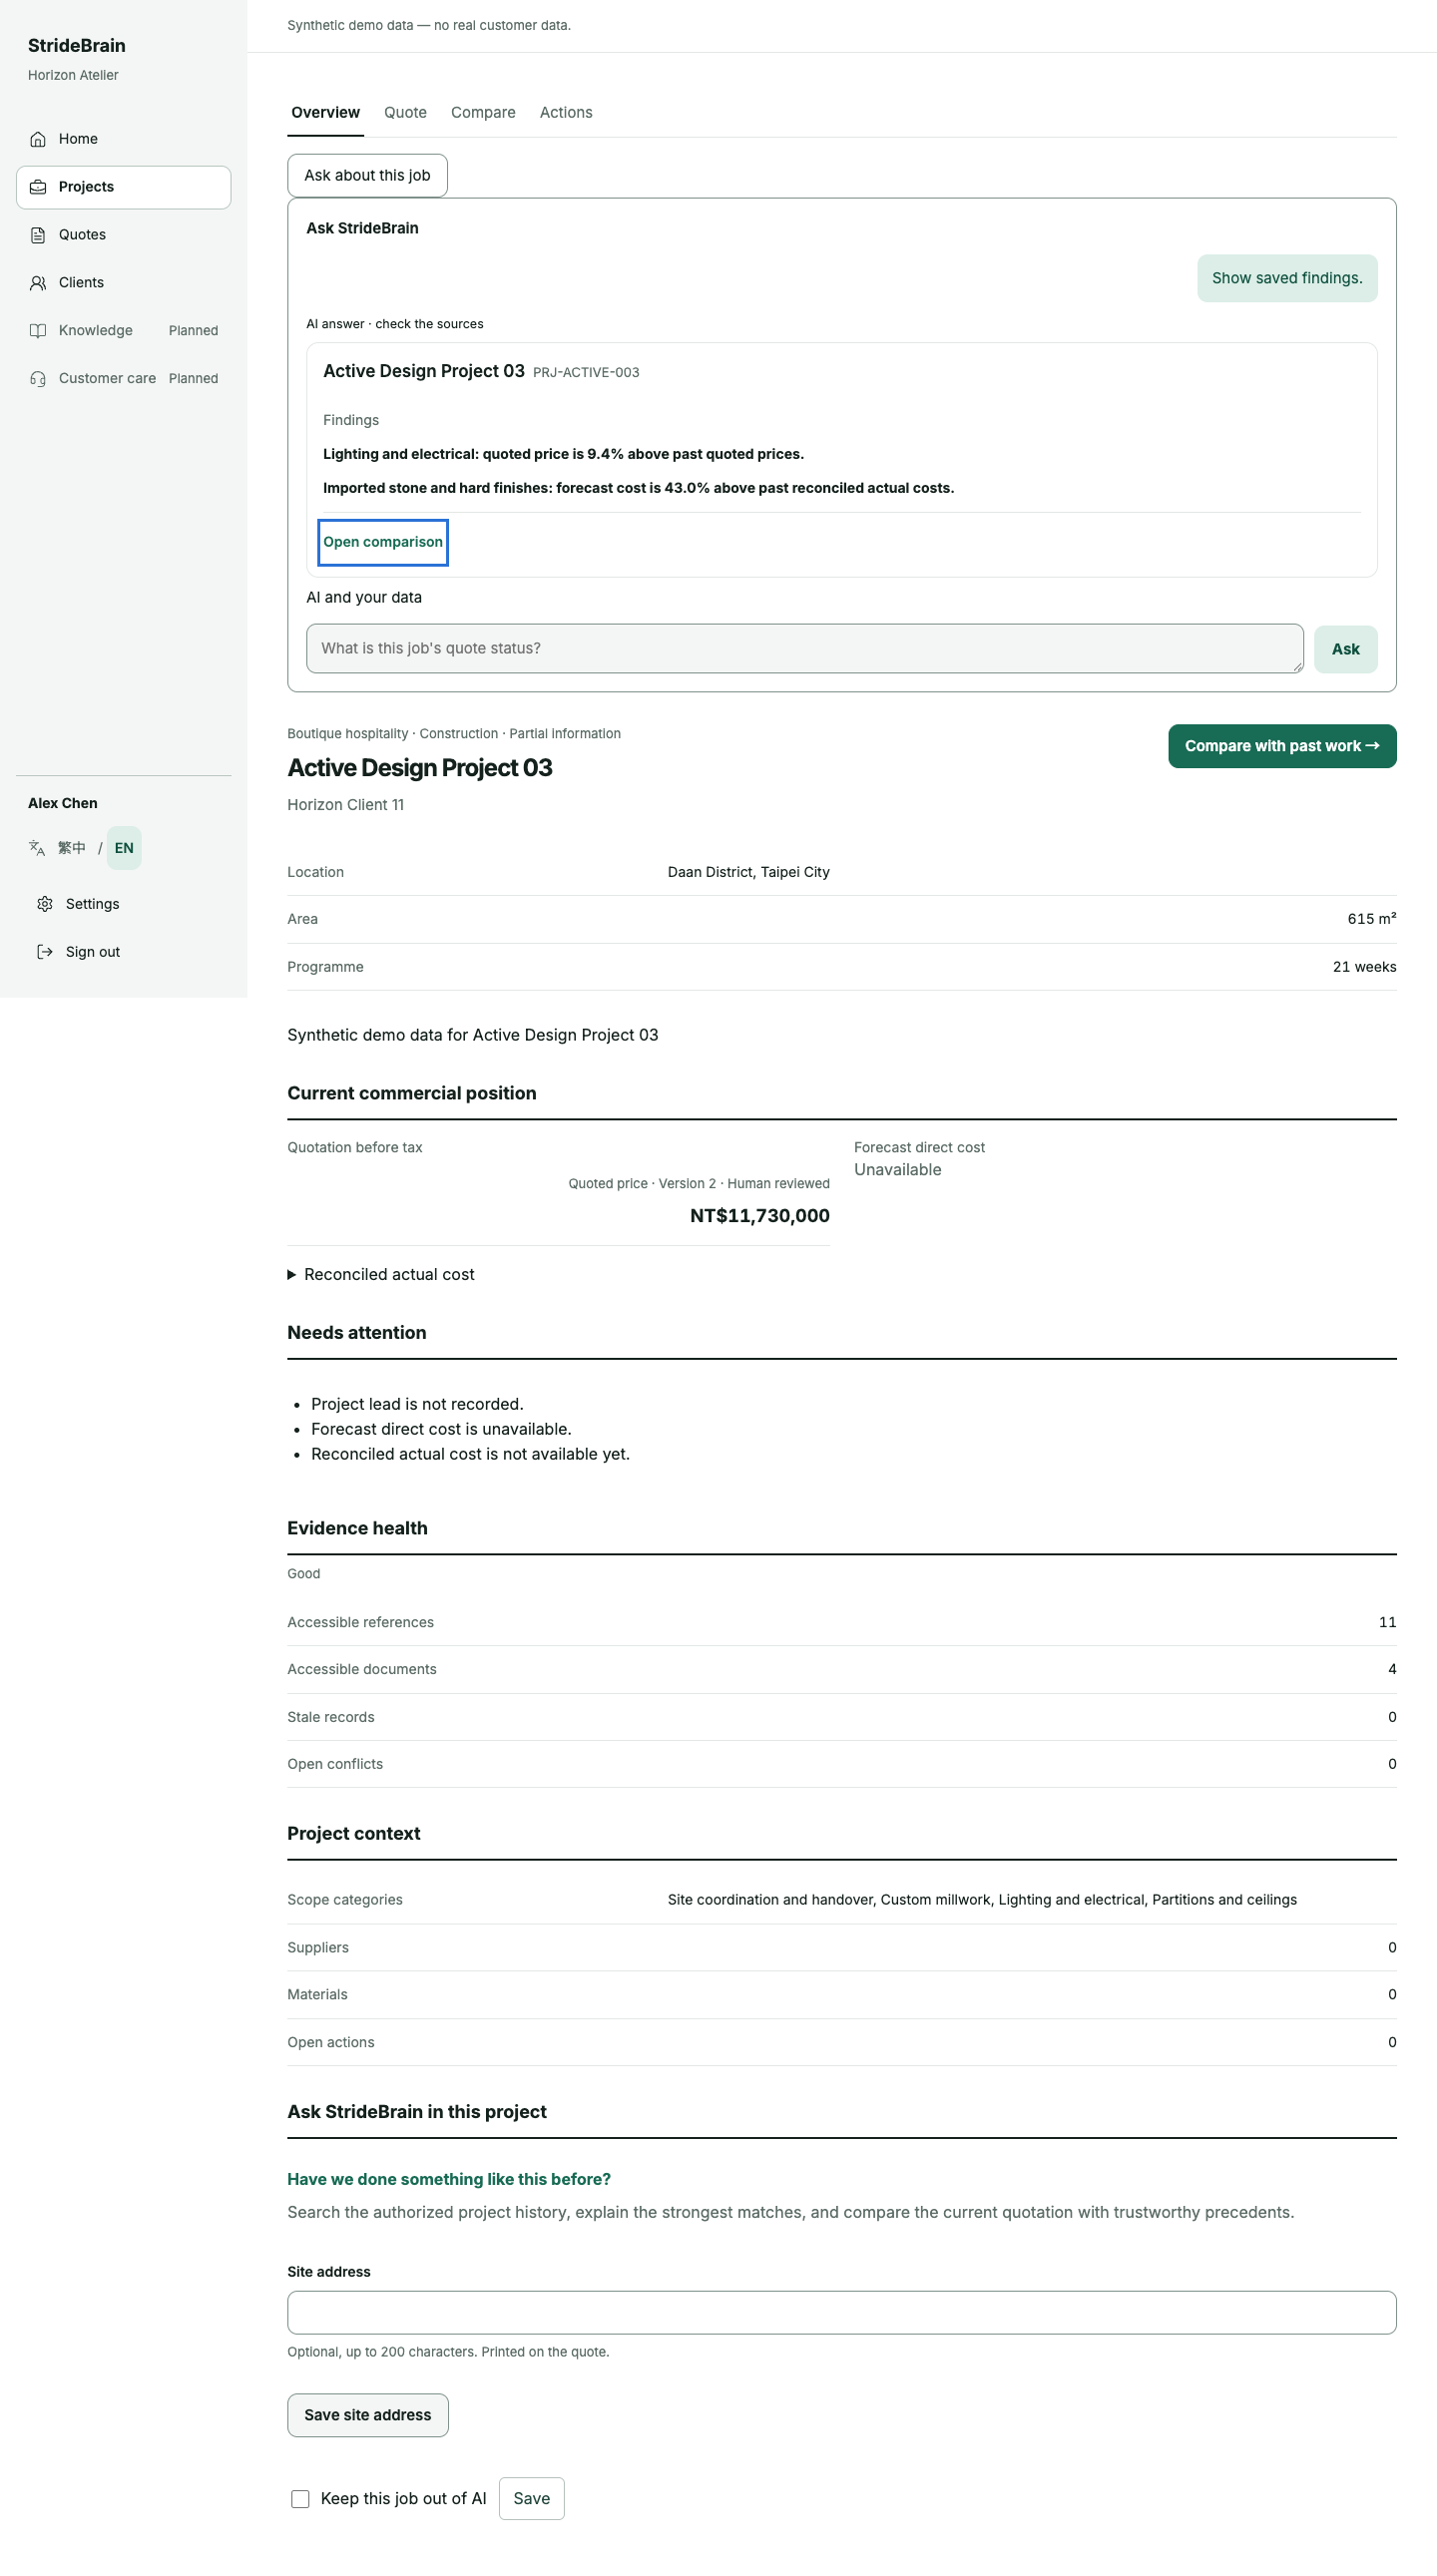 StrideBrain
Horizon Atelier
Home
Projects
Quotes
Clients
Knowledge Planned
Customer care Planned
Alex Chen
繁中 / EN
Settings
Sign out
Synthetic demo data — no real customer data.
Overview Quote Compare Actions
Ask about this job
Ask StrideBrain
Show saved findings.
AI answer · check the sources
Active Design Project 03 PRJ-ACTIVE-003
Findings
Lighting and electrical: quoted price is 9.4% above past quoted prices.
Imported stone and hard finishes: forecast cost is 43.0% above past reconciled actual costs.
Open comparison
AI and your data
What is this job's quote status?
Ask
Boutique hospitality · Construction · Partial information
Compare with past work →
Active Design Project 03
Horizon Client 11
Location Daan District, Taipei City
Area 615 m²
Programme 21 weeks
Synthetic demo data for Active Design Project 03
Current commercial position
Quotation before tax
Quoted price · Version 2 · Human reviewed
NT$11,730,000
Forecast direct cost
Unavailable
▶ Reconciled actual cost
Needs attention
• Project lead is not recorded.
• Forecast direct cost is unavailable.
• Reconciled actual cost is not available yet.
Evidence health
Good
Accessible references 11
Accessible documents 4
Stale records 0
Open conflicts 0
Project context
Scope categories Site coordination and handover, Custom millwork, Lighting and electrical, Partitions and ceilings
Suppliers 0
Materials 0
Open actions 0
Ask StrideBrain in this project
Have we done something like this before?
Search the authorized project history, explain the strongest matches, and compare the current quotation with trustworthy precedents.
Site address
Optional, up to 200 characters. Printed on the quote.
Save site address
Keep this job out of AI Save